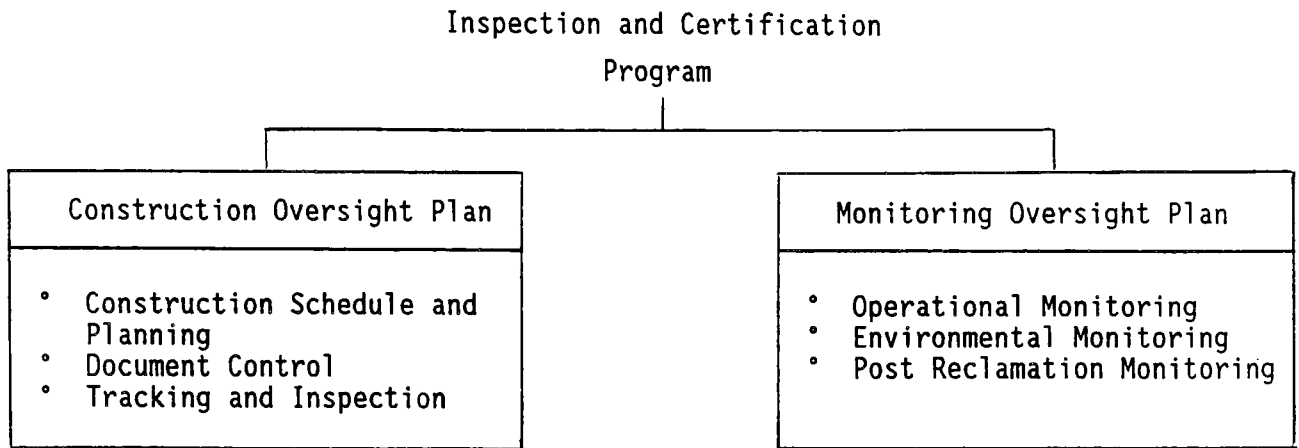 Inspection and Certification
Program
Construction Oversight Plan
° Construction Schedule and
Planning
° Document Control
° Tracking and Inspection
Monitoring Oversight Plan
° Operational Monitoring
° Environmental Monitoring
° Post Reclamation Monitoring